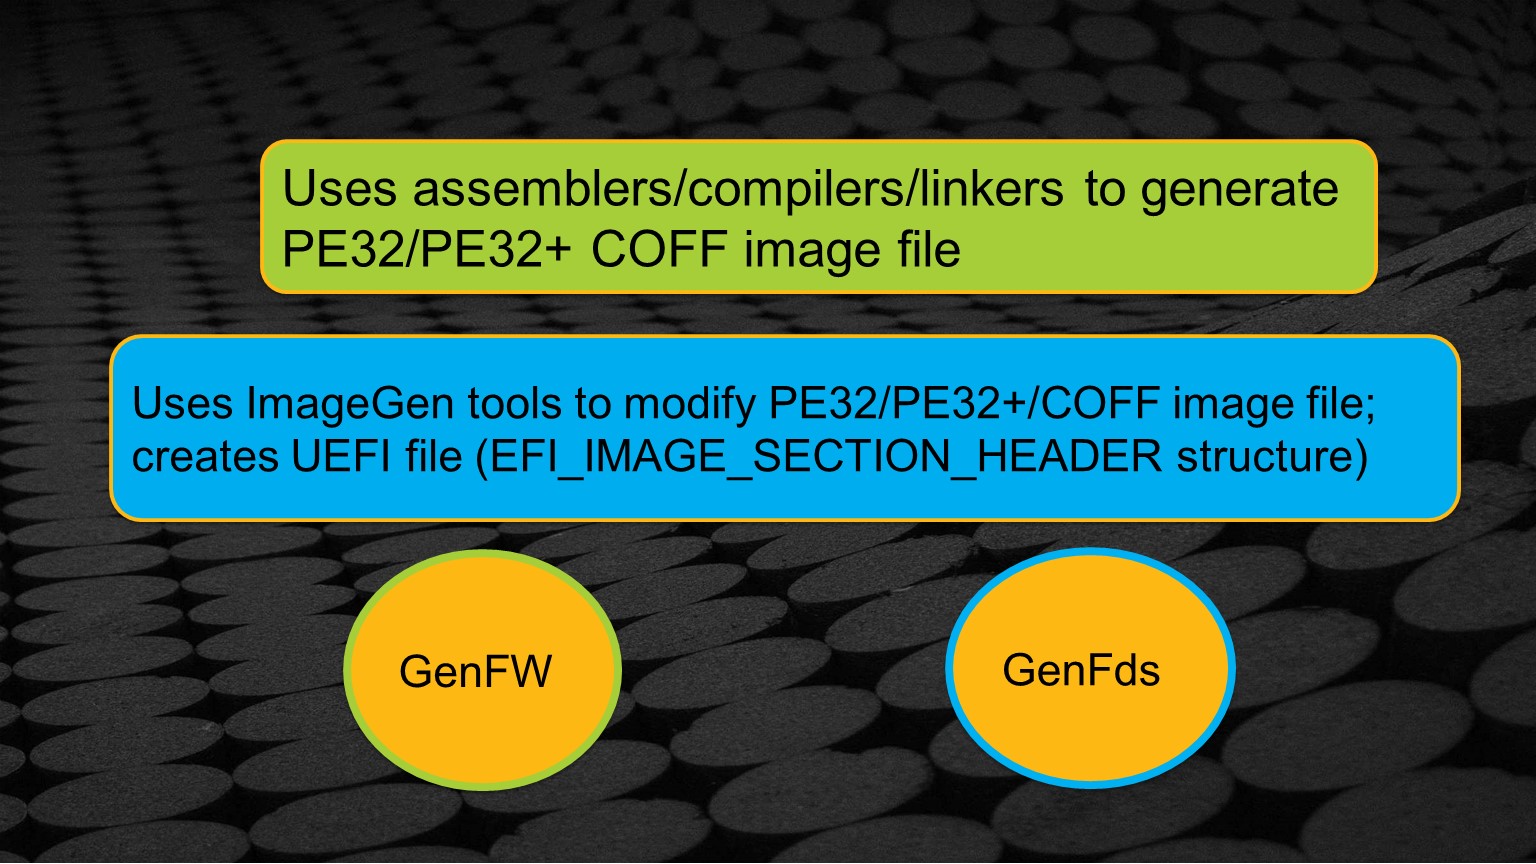 Uses assemblers/compilers/linkers to generate
PE32/PE32+ COFF image file
Uses ImageGen tools to modify PE32/PE32+/COFF image file;
creates UEFI file (EFI_IMAGE_SECTION_HEADER structure)
GenFW
GenFds